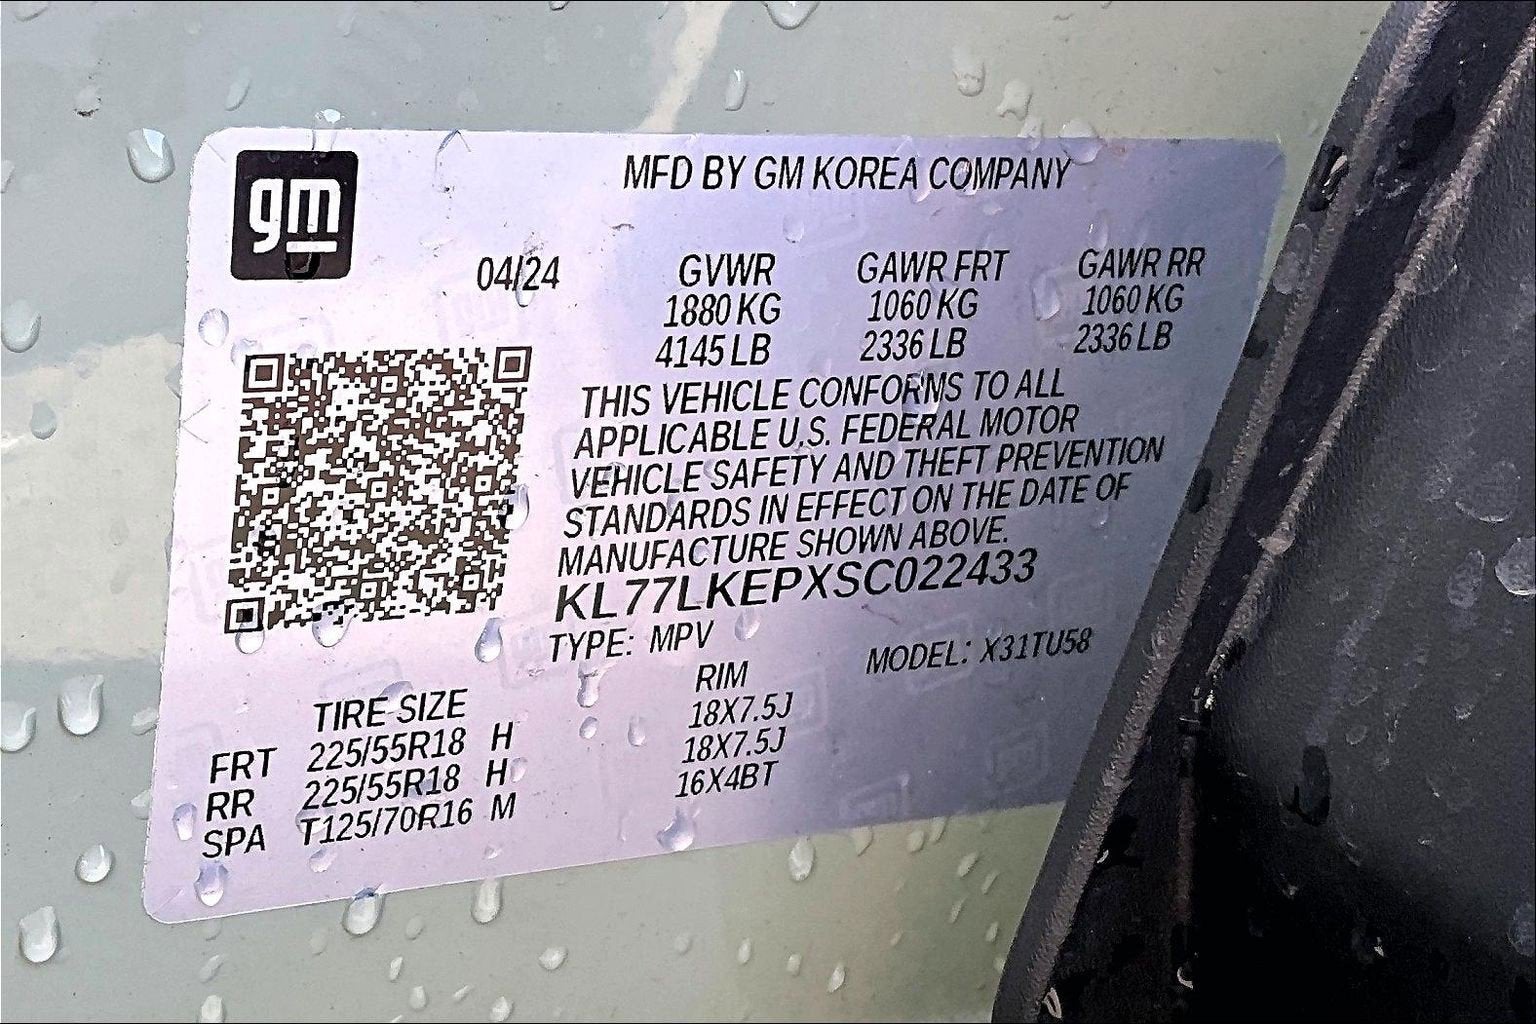 gm
MFD BY GM KOREA COMPANY
04/24 GVWR GAWR FRT GAWR RR
1880 KG 1060 KG 1060 KG
4145 LB 2336 LB 2336 LB
THIS VEHICLE CONFORMS TO ALL
APPLICABLE U.S. FEDERAL MOTOR
VEHICLE SAFETY AND THEFT PREVENTION
STANDARDS IN EFFECT ON THE DATE OF
MANUFACTURE SHOWN ABOVE.
KL77LKEPXSC022433
TYPE: MPV MODEL: X31TU58
TIRE SIZE RIM
FRT 225/55R18 H 18X7.5J
RR 225/55R18 H 18X7.5J
SPA T125/70R16 M 16X4BT